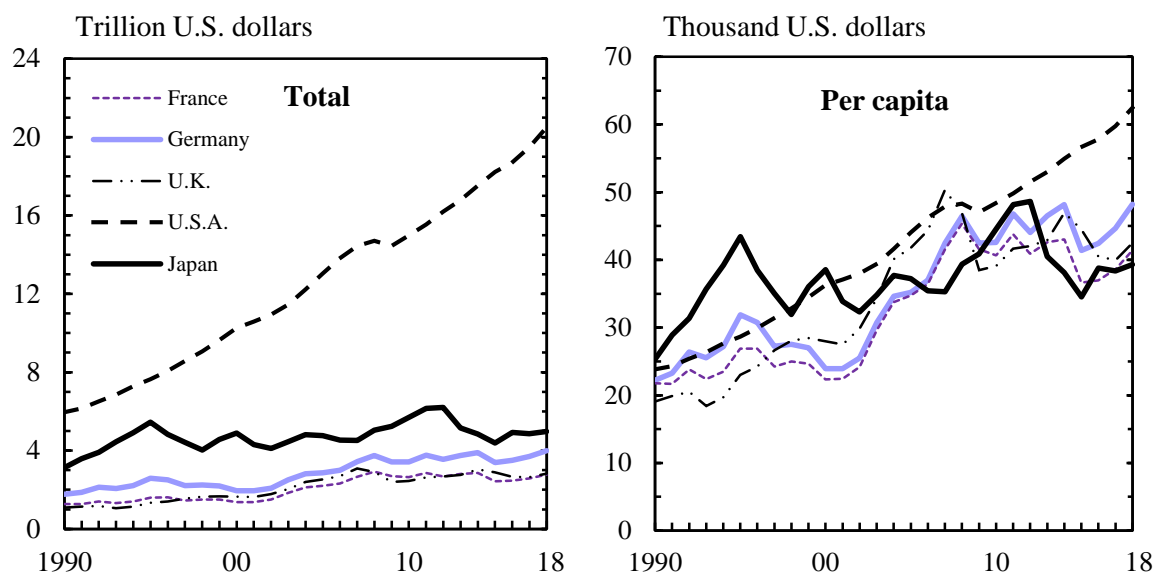 Trillion U.S. dollars
24
20
16
12
8
4
0
1990 00 10 18
Total
France
Germany
U.K.
U.S.A.
Japan
Thousand U.S. dollars
70
60
50
40
30
20
10
0
1990 00 10 18
Per capita